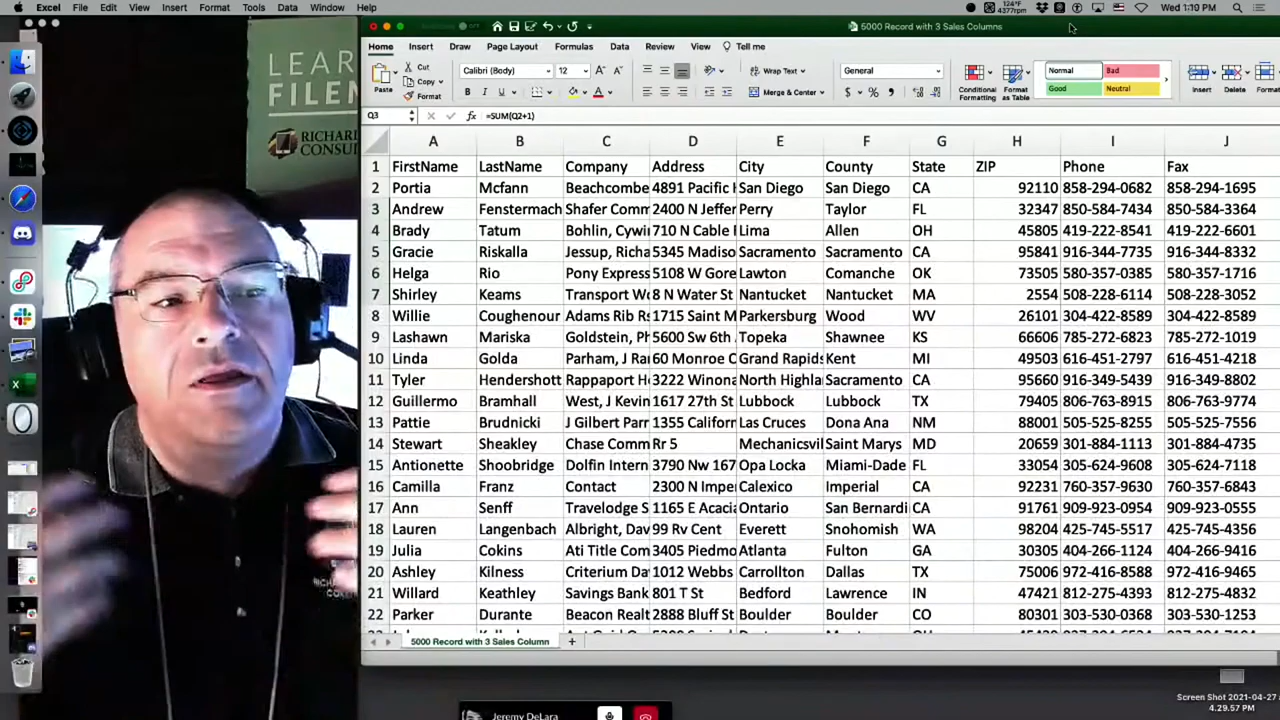 Excel File Edit View Insert Format Tools Data Window Help
124°F
4377rpm
Wed 1:10 PM
5000 Record with 3 Sales Columns
Home Insert Draw Page Layout Formulas Data Review View Tell me
Paste
Cut
Copy
Format
Calibri (Body) 12
Wrap Text
Merge & Center
General
Conditional
Formatting
Format
as Table
Normal Bad
Good Neutral
Insert
Delete
Q3 fx =SUM(Q2+1)
A B C D E F G H I J
1 FirstName LastName Company Address City County State ZIP Phone Fax
2 Portia Mcfann Beachcombe 4891 Pacific San Diego San Diego CA 92110 858-294-0682 858-294-1695
3 Andrew Fenstermach Shafer Comm 2400 N Jeffer Perry Taylor FL 32347 850-584-7434 850-584-3364
4 Brady Tatum Bohlin, Cywi 710 N Cable Lima Allen OH 45805 419-222-8541 419-222-6601
5 Gracie Riskalla Jessup, Richa 5345 Madiso Sacramento Sacramento CA 95841 916-344-7735 916-344-8332
6 Helga Rio Pony Express 5108 W Gore Lawton Comanche OK 73505 580-357-0385 580-357-1716
7 Shirley Keams Transport W 8 N Water St Nantucket Nantucket MA 2554 508-228-6114 508-228-3052
8 Willie Coughenour Adams Rib R 1715 Saint M Parkersburg Wood WV 26101 304-422-8589 304-422-8589
9 Lashawn Mariska Goldstein, Ph 5600 Sw 6th Topeka Shawnee KS 66606 785-272-6823 785-272-1019
10 Linda Golda Parham, J Ra 60 Monroe C Grand Rapids Kent MI 49503 616-451-2797 616-451-4218
11 Tyler Hendershott Rappaport H 3222 Winona North Highla Sacramento CA 95660 916-349-5439 916-349-8802
12 Guillermo Bramhall West, J Kevin 1617 27th St Lubbock Lubbock TX 79405 806-763-8915 806-763-9774
13 Pattie Brudnicki J Gilbert Parr 1355 Californ Las Cruces Dona Ana NM 88001 505-525-8255 505-525-7556
14 Stewart Sheakley Chase Comm Rr 5 Mechanicsvil Saint Marys MD 20659 301-884-1113 301-884-4735
15 Antionette Shoobridge Dolfin Intern 3790 Nw 167 Opa Locka Miami-Dade FL 33054 305-624-9608 305-624-7118
16 Camilla Franz Contact 2300 N Impe Calexico Imperial CA 92231 760-357-9630 760-357-6843
17 Ann Senff Travelodge S 1165 E Acacia Ontario San Bernardi CA 91761 909-923-0954 909-923-0555
18 Lauren Langenbach Albright, Dav 99 Rv Cent Everett Snohomish WA 98204 425-745-5517 425-745-4356
19 Julia Cokins Ati Title Com 3405 Piedmo Atlanta Fulton GA 30305 404-266-1124 404-266-9416
20 Ashley Kilness Criterium Da 1012 Webbs Carrollton Dallas TX 75006 972-416-8588 972-416-9465
21 Willard Keathley Savings Bank 801 T St Bedford Lawrence IN 47421 812-275-4393 812-275-4832
22 Parker Durante Beacon Realt 2888 Bluff St Boulder Boulder CO 80301 303-530-0368 303-530-1253
5000 Record with 3 Sales Column
Screen Shot 2021-04-27 a
4.29.57 PM
Jeremy DeLara
LEAR
FILEM
RICHARD
CONSU